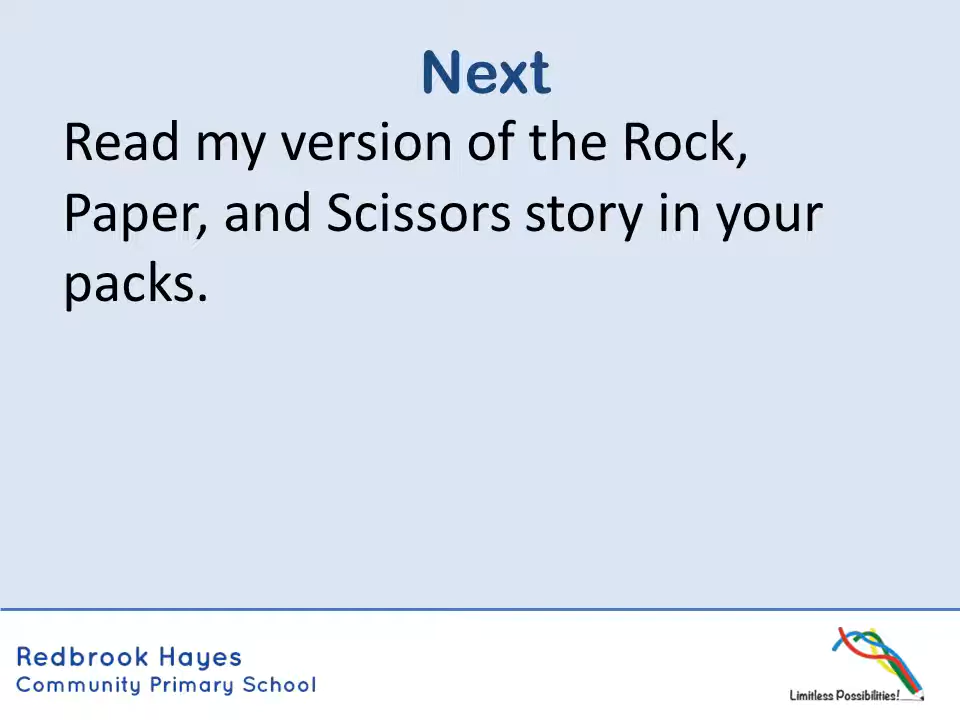 Next
Read my version of the Rock,
Paper, and Scissors story in your
packs.
Redbrook Hayes
Community Primary School
Limitless Possibilities!